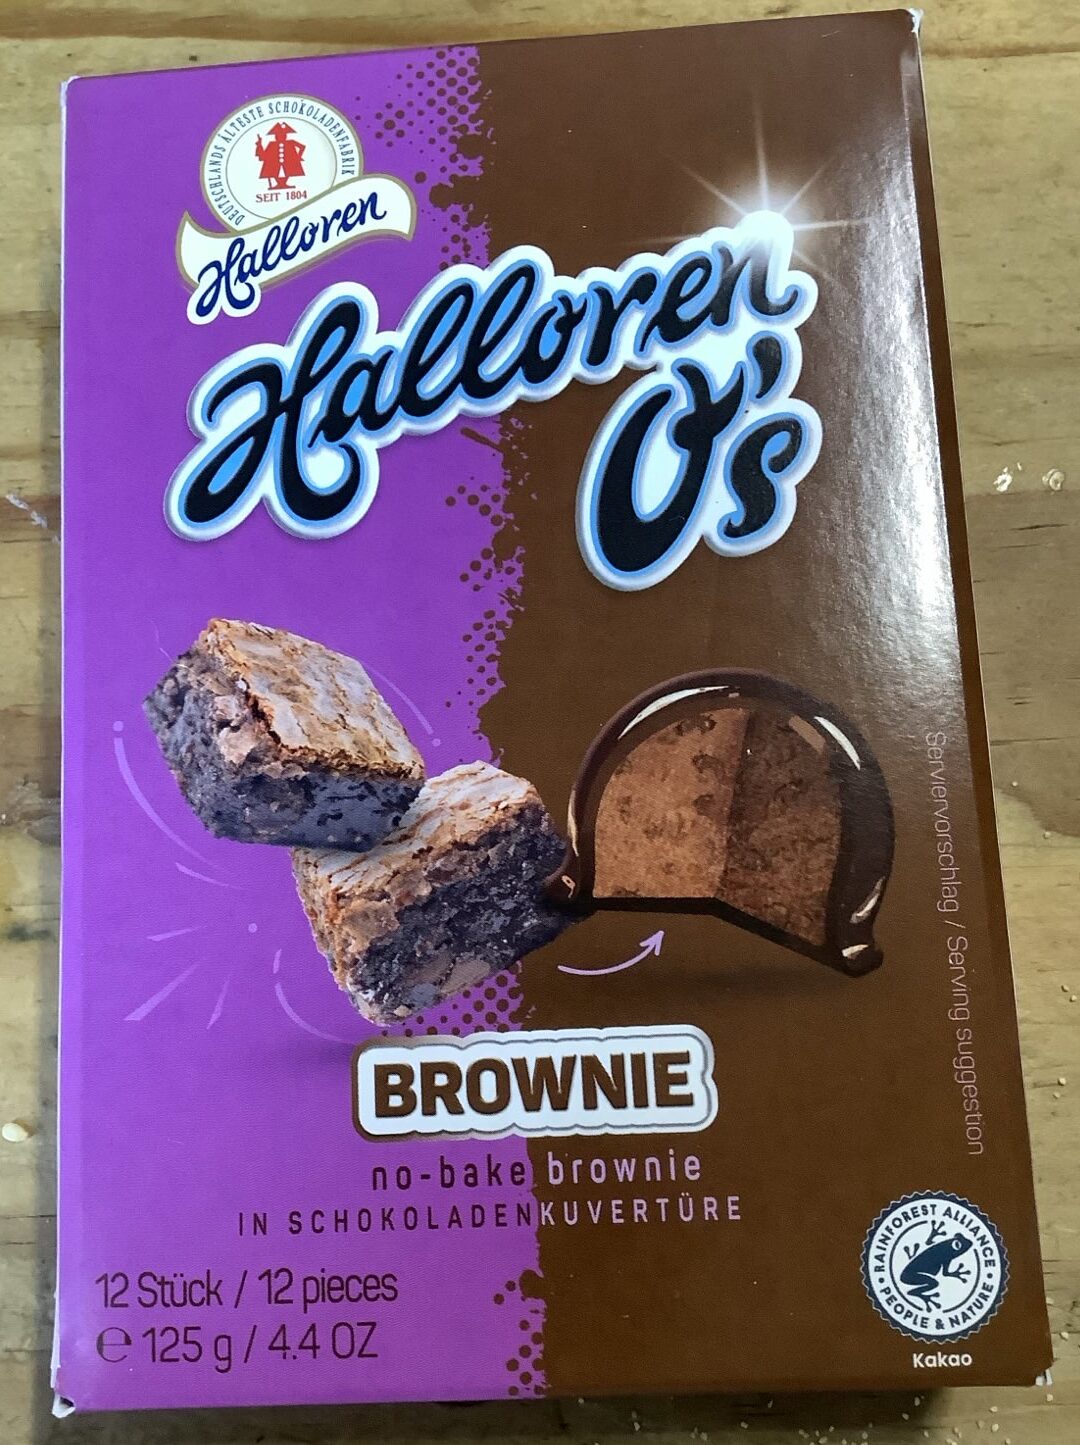 DEUTSCHLANDS ÄLTESTE SCHOKOLADENFABRIK
SEIT 1804
Halloren
Halloren
O's
Serviervorschlag / Serving suggestion
BROWNIE
no-bake brownie
IN SCHOKOLADENKUVERTÜRE
12 Stück / 12 pieces
℮ 125 g / 4.4 OZ
RAINFOREST ALLIANCE
PEOPLE & NATURE
Kakao